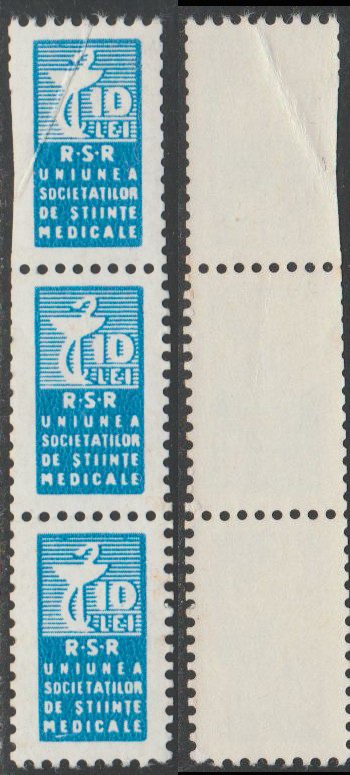 10
LEI
R·S·R
UNIUNEA
SOCIETATILOR
DE STIINTE
MEDICALE
10
LEI
R·S·R
UNIUNEA
SOCIETATILOR
DE STIINTE
MEDICALE
10
LEI
R·S·R
UNIUNEA
SOCIETATILOR
DE STIINTE
MEDICALE